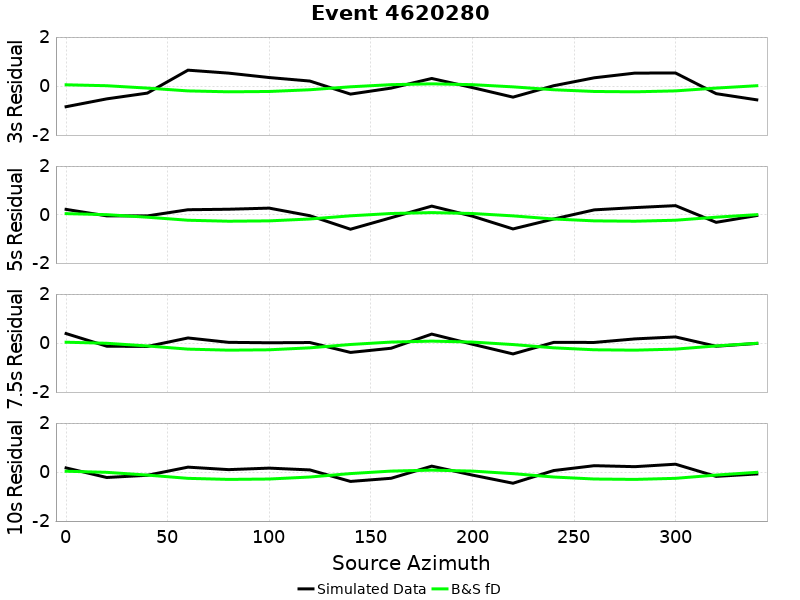 Event 4620280
3s Residual
2
0
-2
5s Residual
2
0
-2
7.5s Residual
2
0
-2
10s Residual
2
0
-2
0 50 100 150 200 250 300
Source Azimuth
Simulated Data B&S fD